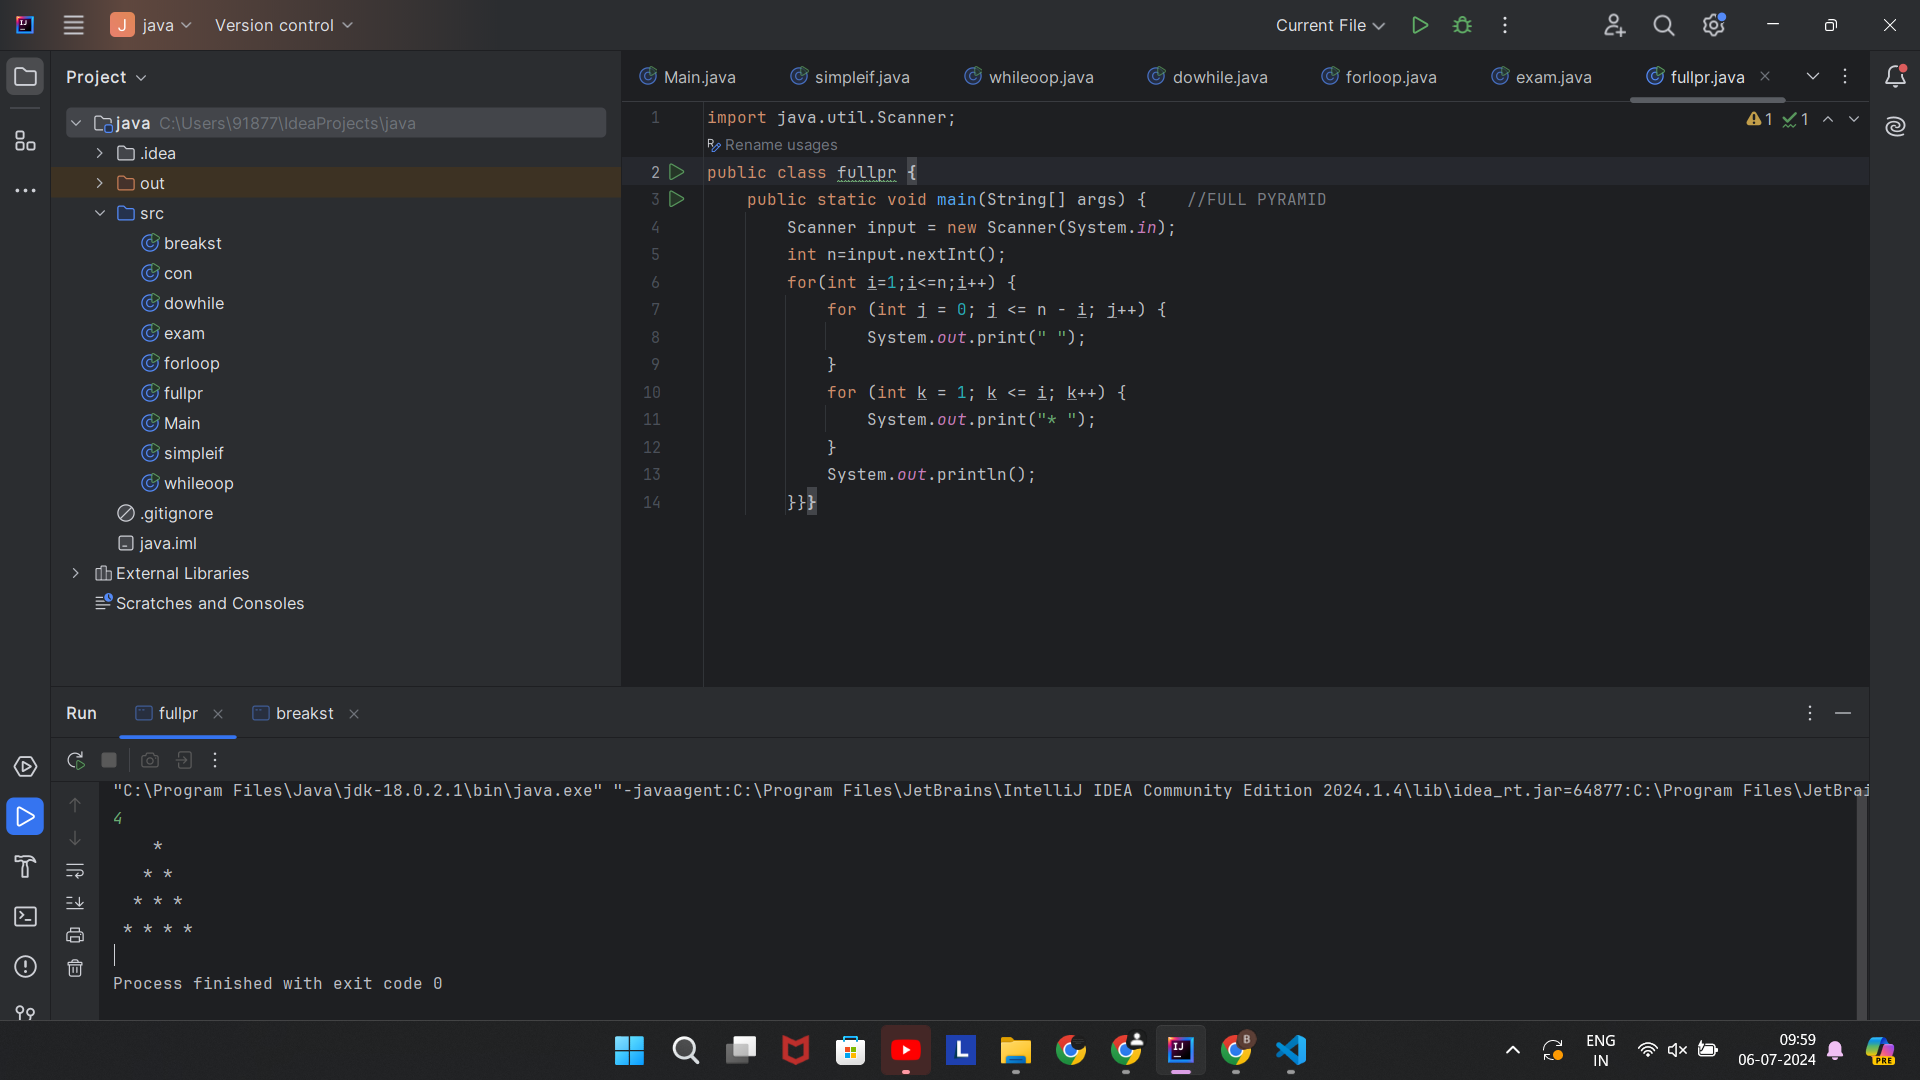 java
Version control
Current File
Project
java C:\Users\91877\IdeaProjects\java
.idea
out
src
breakst
con
dowhile
exam
forloop
fullpr
Main
simpleif
whileoop
.gitignore
java.iml
External Libraries
Scratches and Consoles
Main.java simpleif.java whileoop.java dowhile.java forloop.java exam.java fullpr.java
1 import java.util.Scanner;
1 1
Rename usages
2 public class fullpr {
3 public static void main(String[] args) { //FULL PYRAMID
4 Scanner input = new Scanner(System.in);
5 int n=input.nextInt();
6 for(int i=1;i<=n;i++) {
7 for (int j = 0; j <= n - i; j++) {
8 System.out.print(" ");
9 }
10 for (int k = 1; k <= i; k++) {
11 System.out.print("* ");
12 }
13 System.out.println();
14 }}}
Run fullpr breakst
"C:\Program Files\Java\jdk-18.0.2.1\bin\java.exe" "-javaagent:C:\Program Files\JetBrains\IntelliJ IDEA Community Edition 2024.1.4\lib\idea_rt.jar=64877:C:\Program Files\JetBrai
4
*
* *
* * *
* * * *
Process finished with exit code 0
ENG
IN
09:59
06-07-2024